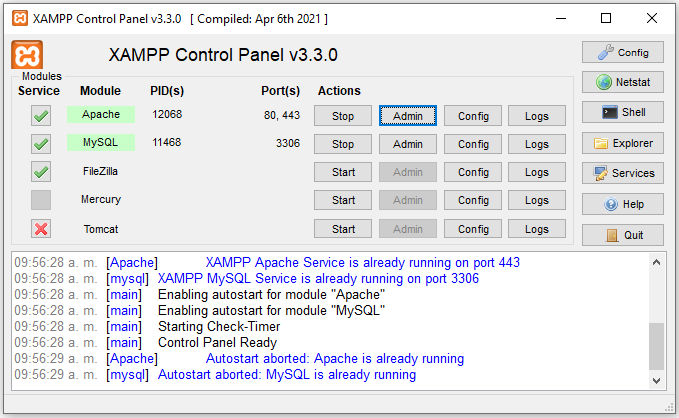 XAMPP Control Panel v3.3.0 [ Compiled: Apr 6th 2021 ]
XAMPP Control Panel v3.3.0
Config
Modules
Service Module PID(s) Port(s) Actions
Netstat
Apache 12068 80, 443 Stop Admin Config Logs
Shell
MySQL 11468 3306 Stop Admin Config Logs
Explorer
FileZilla Start Admin Config Logs
Services
Mercury Start Admin Config Logs
Help
Tomcat Start Admin Config Logs
Quit
09:56:28 a. m. [Apache] XAMPP Apache Service is already running on port 443
09:56:28 a. m. [mysql] XAMPP MySQL Service is already running on port 3306
09:56:28 a. m. [main] Enabling autostart for module "Apache"
09:56:28 a. m. [main] Enabling autostart for module "MySQL"
09:56:28 a. m. [main] Starting Check-Timer
09:56:28 a. m. [main] Control Panel Ready
09:56:29 a. m. [Apache] Autostart aborted: Apache is already running
09:56:29 a. m. [mysql] Autostart aborted: MySQL is already running